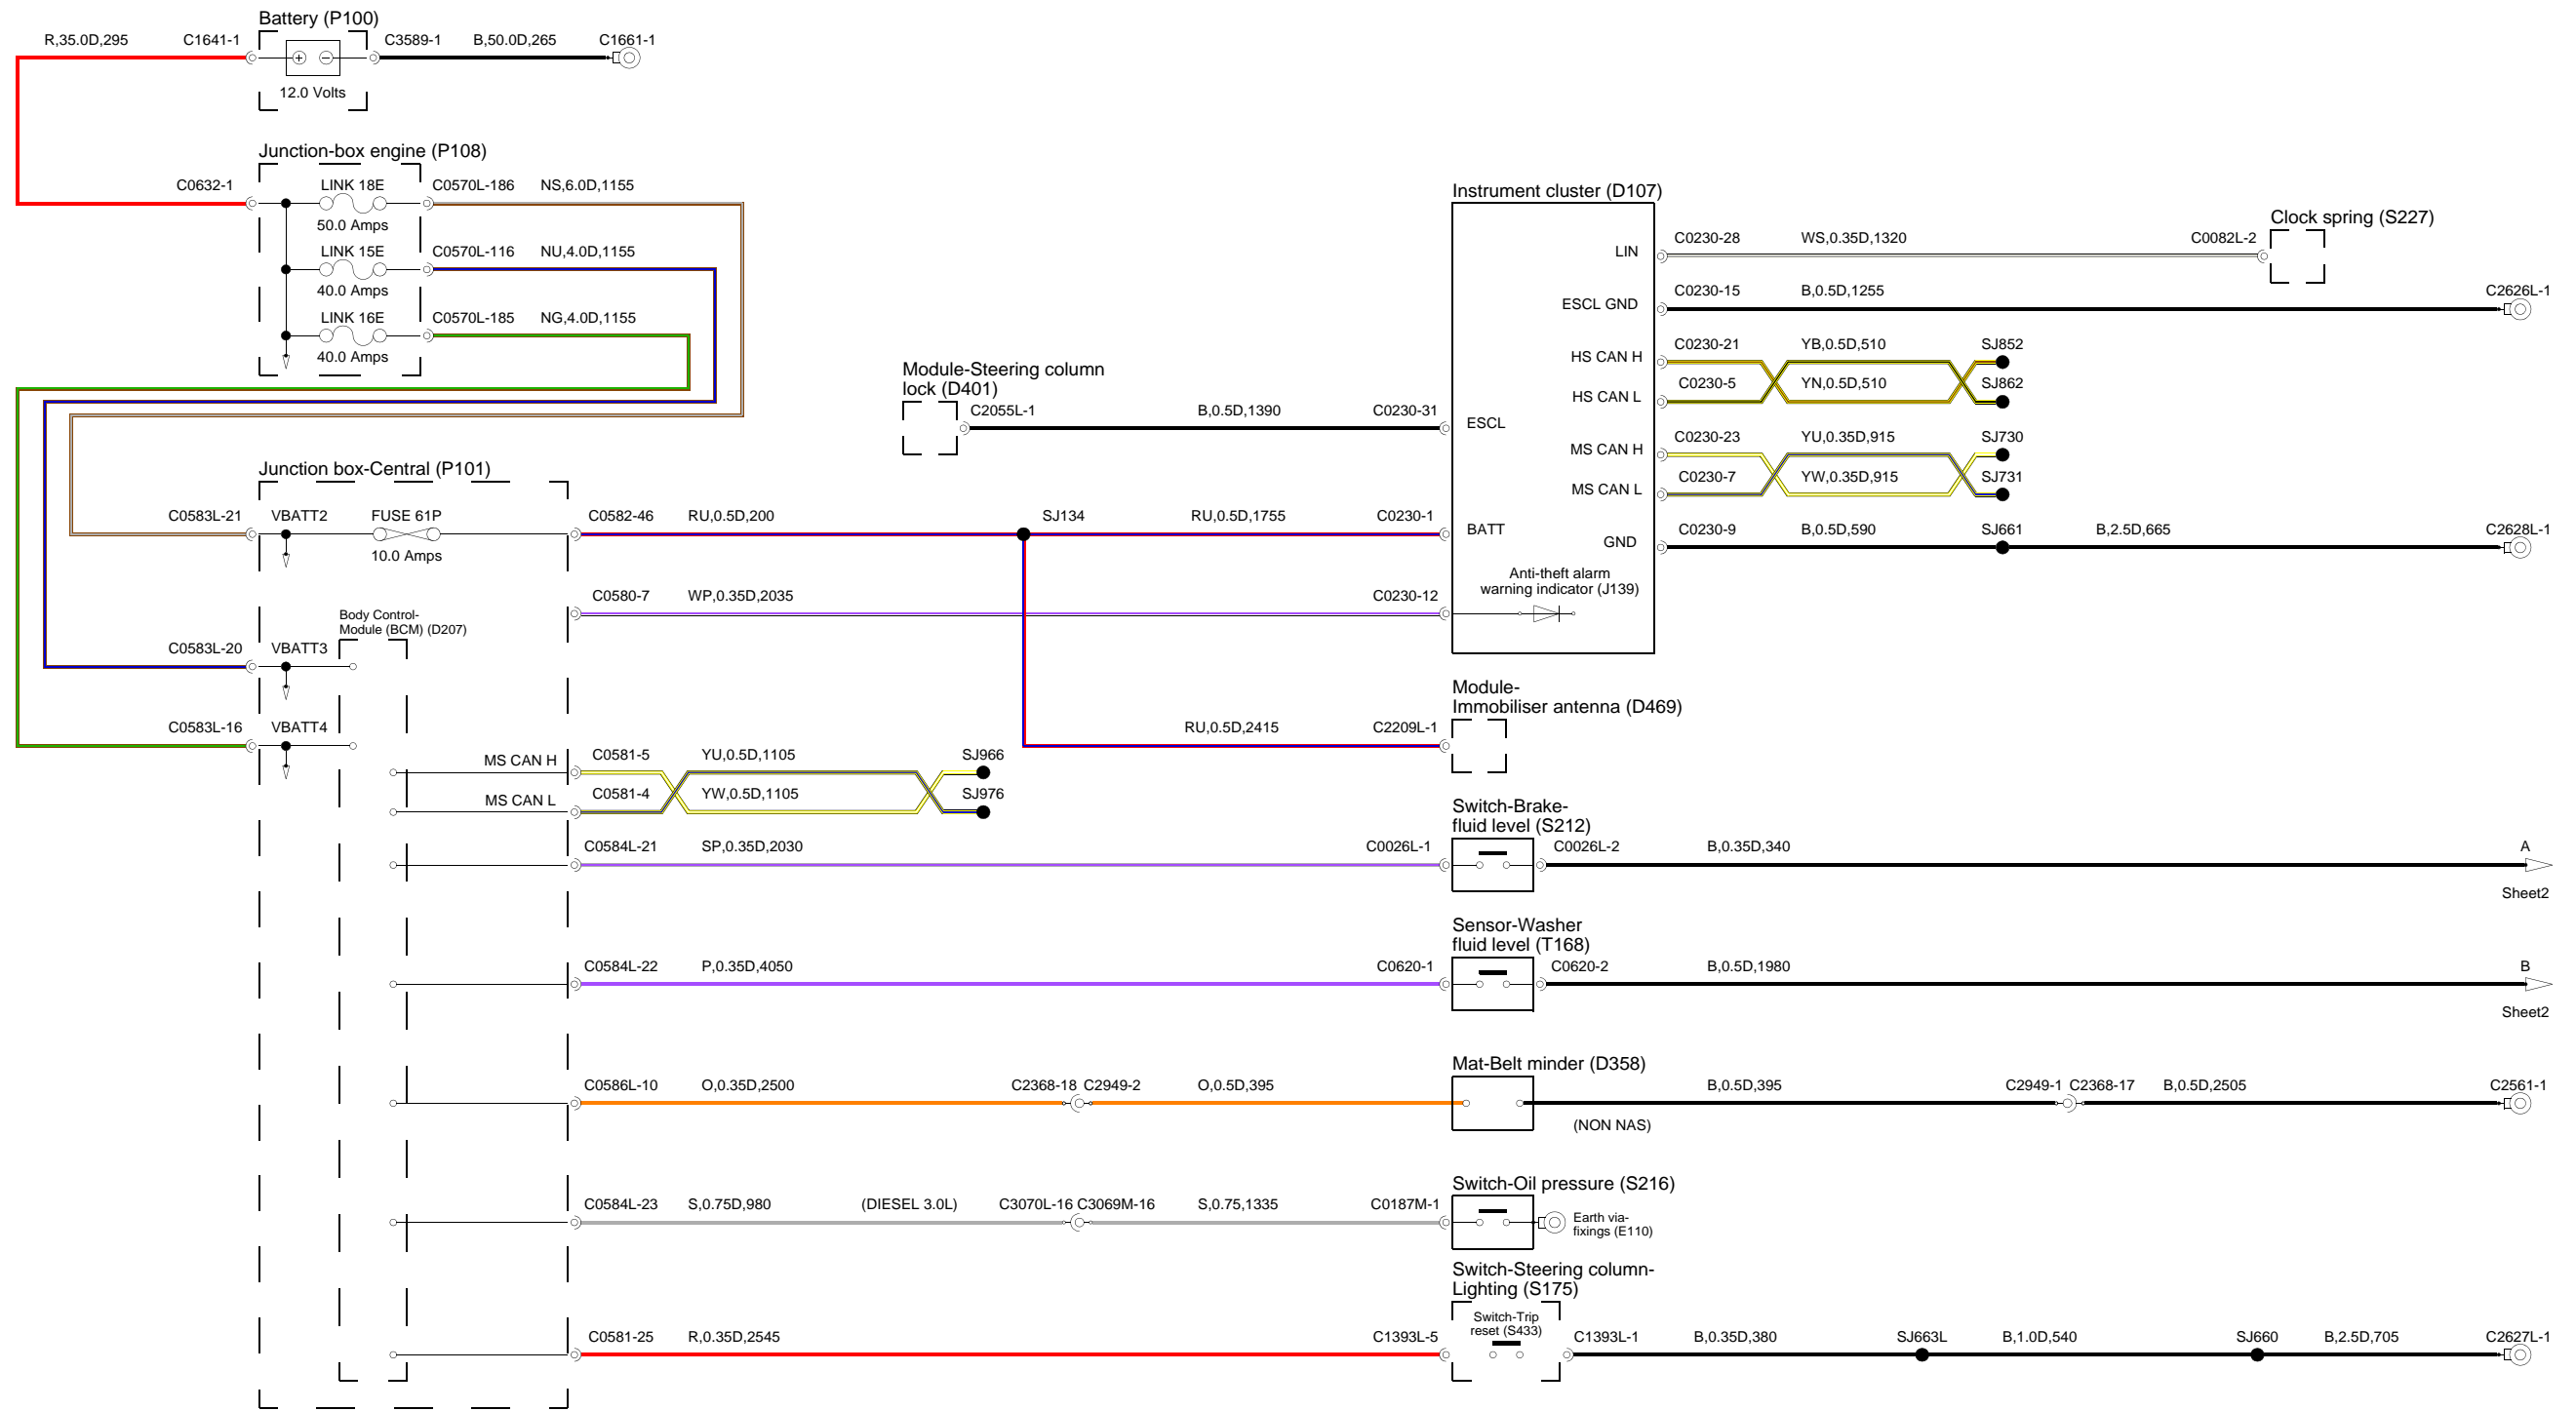 Battery (P100)
R,35.0D,295
C1641-1
C3589-1
B,50.0D,265
C1661-1
12.0 Volts
Junction-box engine (P108)
C0632-1
LINK 18E
C0570L-186
NS,6.0D,1155
50.0 Amps
LINK 15E
C0570L-116
NU,4.0D,1155
40.0 Amps
LINK 16E
C0570L-185
NG,4.0D,1155
40.0 Amps
Instrument cluster (D107)
Clock spring (S227)
LIN
C0230-28
WS,0.35D,1320
C0082L-2
ESCL GND
C0230-15
B,0.5D,1255
C2626L-1
HS CAN H
C0230-21
YB,0.5D,510
SJ852
HS CAN L
C0230-5
YN,0.5D,510
SJ862
Module-Steering column
lock (D401)
C2055L-1
B,0.5D,1390
C0230-31
ESCL
MS CAN H
C0230-23
YU,0.35D,915
SJ730
MS CAN L
C0230-7
YW,0.35D,915
SJ731
Junction box-Central (P101)
C0583L-21
VBATT2
FUSE 61P
10.0 Amps
C0582-46
RU,0.5D,200
SJ134
RU,0.5D,1755
C0230-1
BATT
GND
C0230-9
B,0.5D,590
SJ661
B,2.5D,665
C2628L-1
Anti-theft alarm
warning indicator (J139)
C0580-7
WP,0.35D,2035
C0230-12
Body Control-
Module (BCM) (D207)
C0583L-20
VBATT3
C0583L-16
VBATT4
Module-
Immobiliser antenna (D469)
RU,0.5D,2415
C2209L-1
MS CAN H
C0581-5
YU,0.5D,1105
SJ966
MS CAN L
C0581-4
YW,0.5D,1105
SJ976
Switch-Brake-
fluid level (S212)
C0584L-21
SP,0.35D,2030
C0026L-1
C0026L-2
B,0.35D,340
A
Sheet2
Sensor-Washer
fluid level (T168)
C0584L-22
P,0.35D,4050
C0620-1
C0620-2
B,0.5D,1980
B
Sheet2
Mat-Belt minder (D358)
C0586L-10
O,0.35D,2500
C2368-18
C2949-2
O,0.5D,395
B,0.5D,395
C2949-1
C2368-17
B,0.5D,2505
C2561-1
(NON NAS)
Switch-Oil pressure (S216)
C0584L-23
S,0.75D,980
(DIESEL 3.0L)
C3070L-16
C3069M-16
S,0.75,1335
C0187M-1
Earth via-
fixings (E110)
Switch-Steering column-
Lighting (S175)
Switch-Trip
reset (S433)
C0581-25
R,0.35D,2545
C1393L-5
C1393L-1
B,0.35D,380
SJ663L
B,1.0D,540
SJ660
B,2.5D,705
C2627L-1